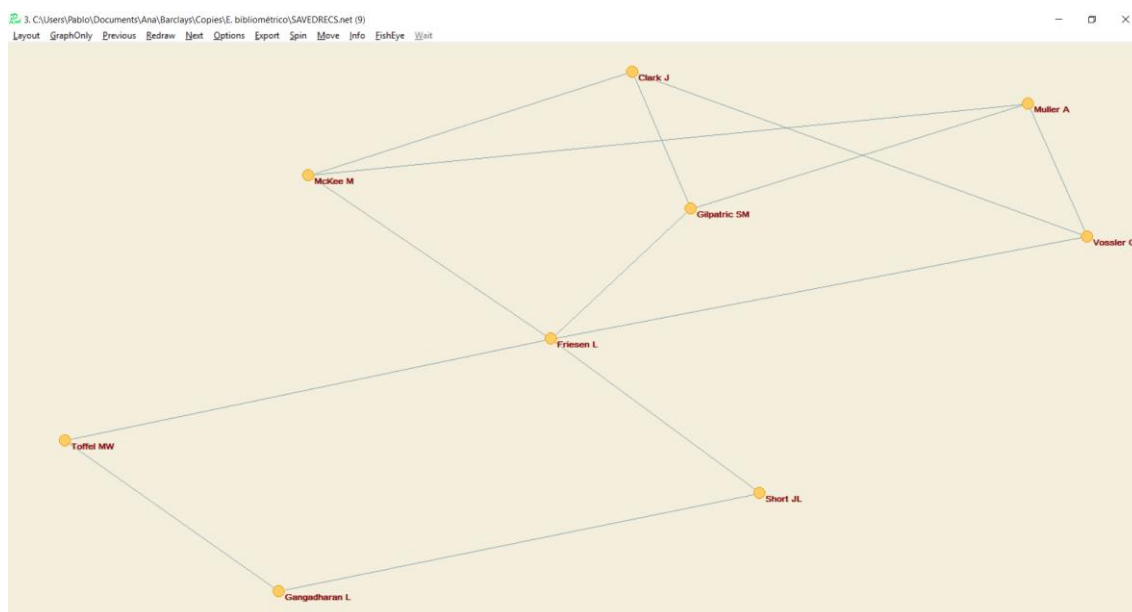 3. C:\Users\Pablo\Documents\Ana\Barclays\Copies\E. bibliométrico\SAVEDRECS.net (9)
Layout GraphOnly Previous Redraw Next Options Export Spin Move Info FishEye Wait
Clark J
Muller A
McKee M
Gilpatric SM
Vossler
Friesen L
Toffel MW
Short JL
Gangadharan L